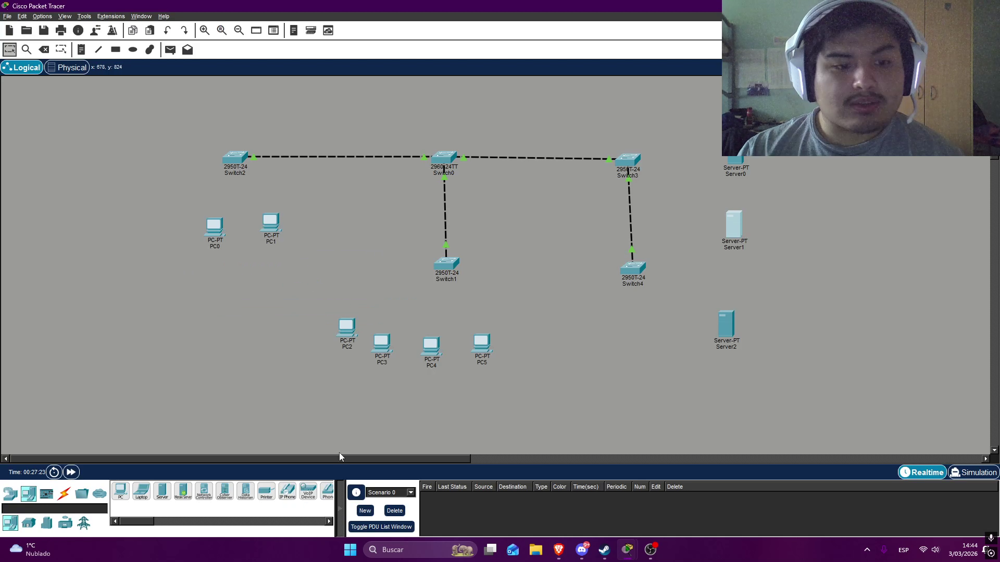 Cisco Packet Tracer
File Edit Options View Tools Extensions Window Help
Logical Physical x: 678, y: 824
2950T-24
Switch2
2960-24TT
Switch0
2950T-24
Switch3
Server-PT
Server0
PC-PT
PC0
PC-PT
PC1
Server-PT
Server1
2950T-24
Switch1
2950T-24
Switch4
PC-PT
PC2
PC-PT
PC3
PC-PT
PC4
PC-PT
PC5
Server-PT
Server2
Time: 00:27:23
Realtime Simulation
PC Laptop Server Meraki Server Network Controller Cyber Observer Data Historian Printer IP Phone VoIP Device Phon
Scenario 0
New Delete
Toggle PDU List Window
Fire Last Status Source Destination Type Color Time(sec) Periodic Num Edit Delete
1°C
Nublado
Buscar
9+
ESP
14:44
3/03/2026